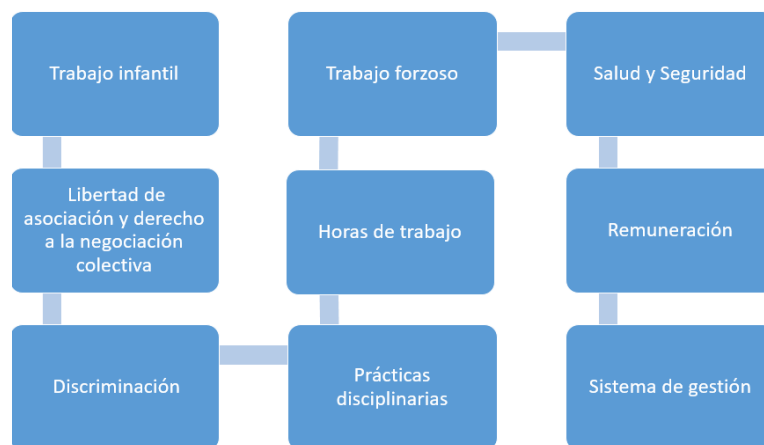 Trabajo infantil
Libertad de
asociación y derecho
a la negociación
colectiva
Discriminación
Prácticas
disciplinarias
Horas de trabajo
Trabajo forzoso
Salud y Seguridad
Remuneración
Sistema de gestión